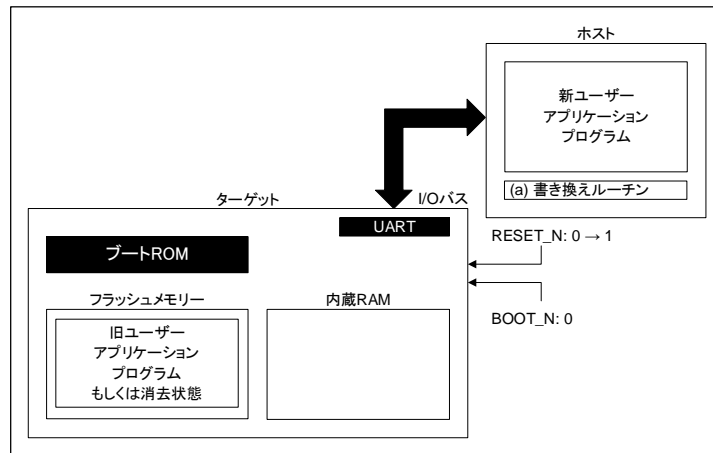 ホスト
新ユーザー
アプリケーション
プログラム
(a) 書き換えルーチン
ターゲット
I/Oバス
UART
ブートROM
RESET_N: 0 → 1
フラッシュメモリー
内蔵RAM
BOOT_N: 0
旧ユーザー
アプリケーション
プログラム
もしくは消去状態